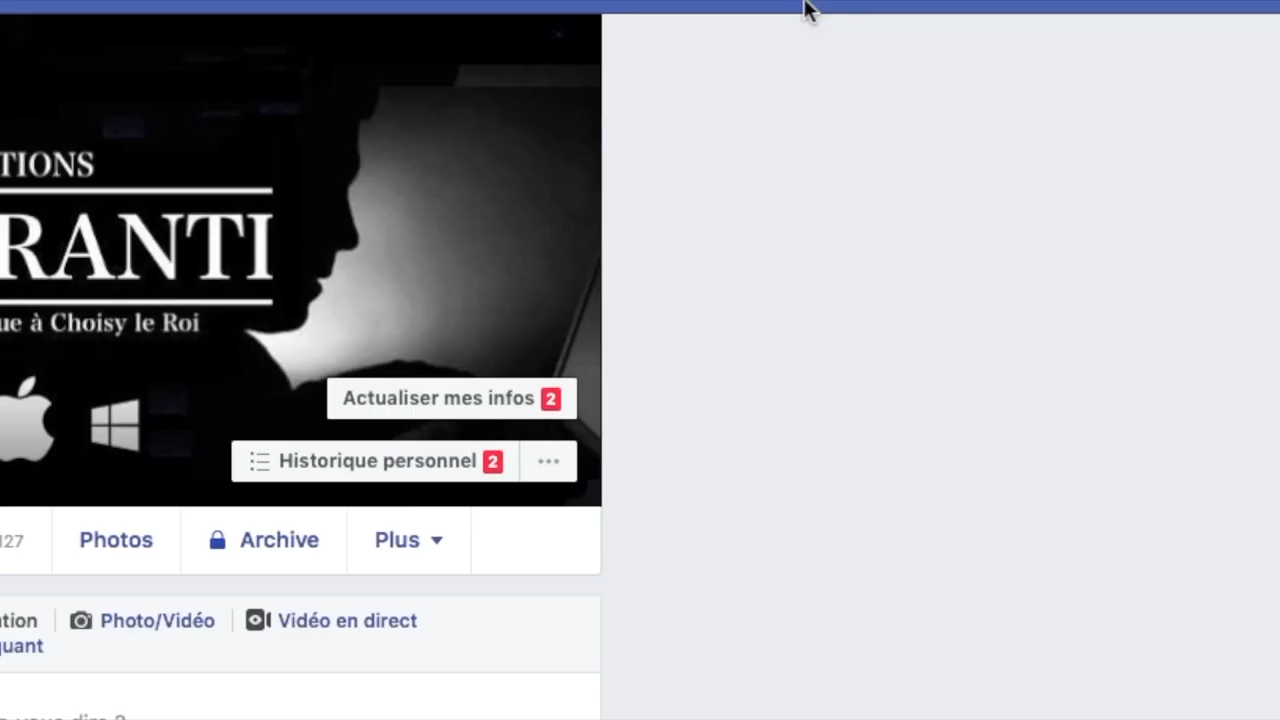 TIONS
RANTI
ue à Choisy le Roi
Actualiser mes infos 2
Historique personnel 2 ...
127 Photos Archive Plus
tion Photo/Vidéo Vidéo en direct
quant